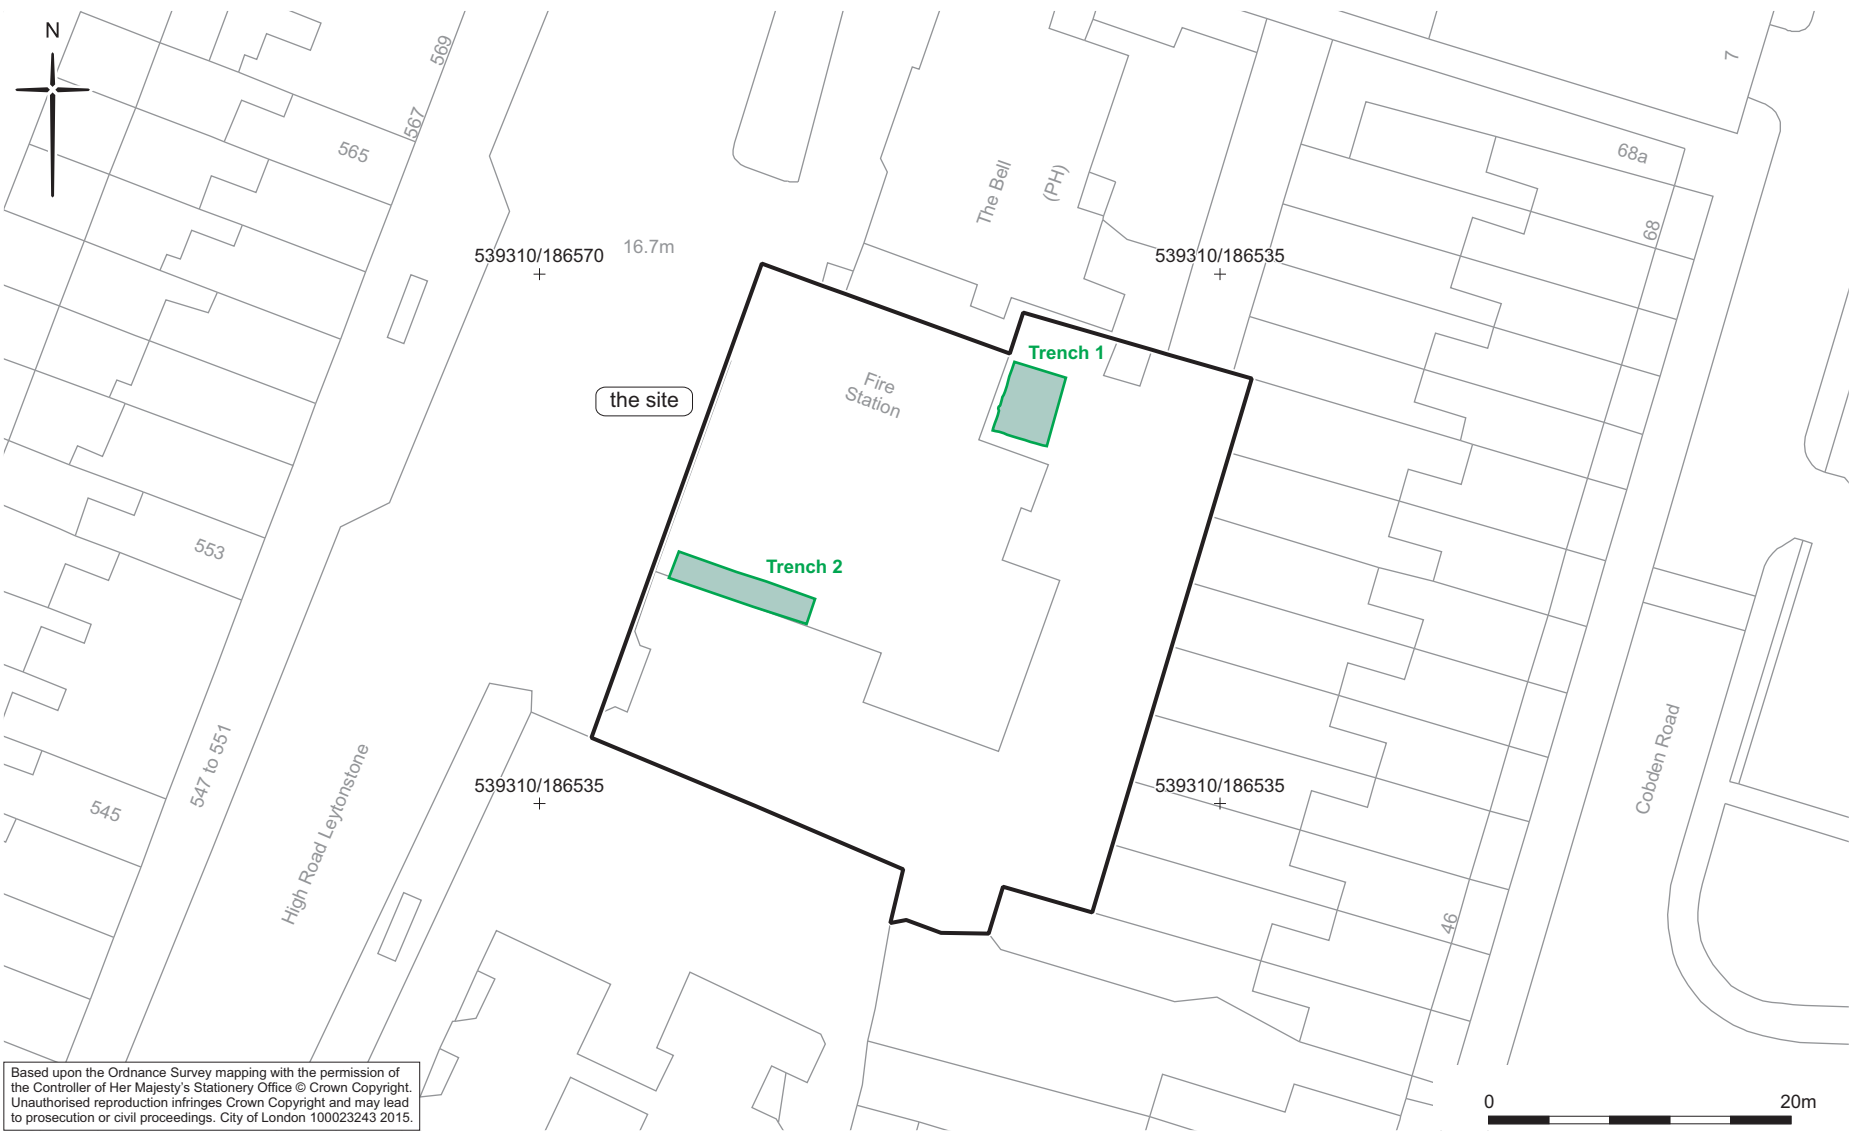 N
569
567
565
7
68a
The Bell
(PH)
68
539310/186570
16.7m
539310/186535
Trench 1
Fire
Station
the site
553
Trench 2
547 to 551
High Road Leytonstone
545
539310/186535
539310/186535
Cobden Road
46
Based upon the Ordnance Survey mapping with the permission of
the Controller of Her Majesty's Stationery Office © Crown Copyright.
Unauthorised reproduction infringes Crown Copyright and may lead
to prosecution or civil proceedings. City of London 100023243 2015.
0
20m